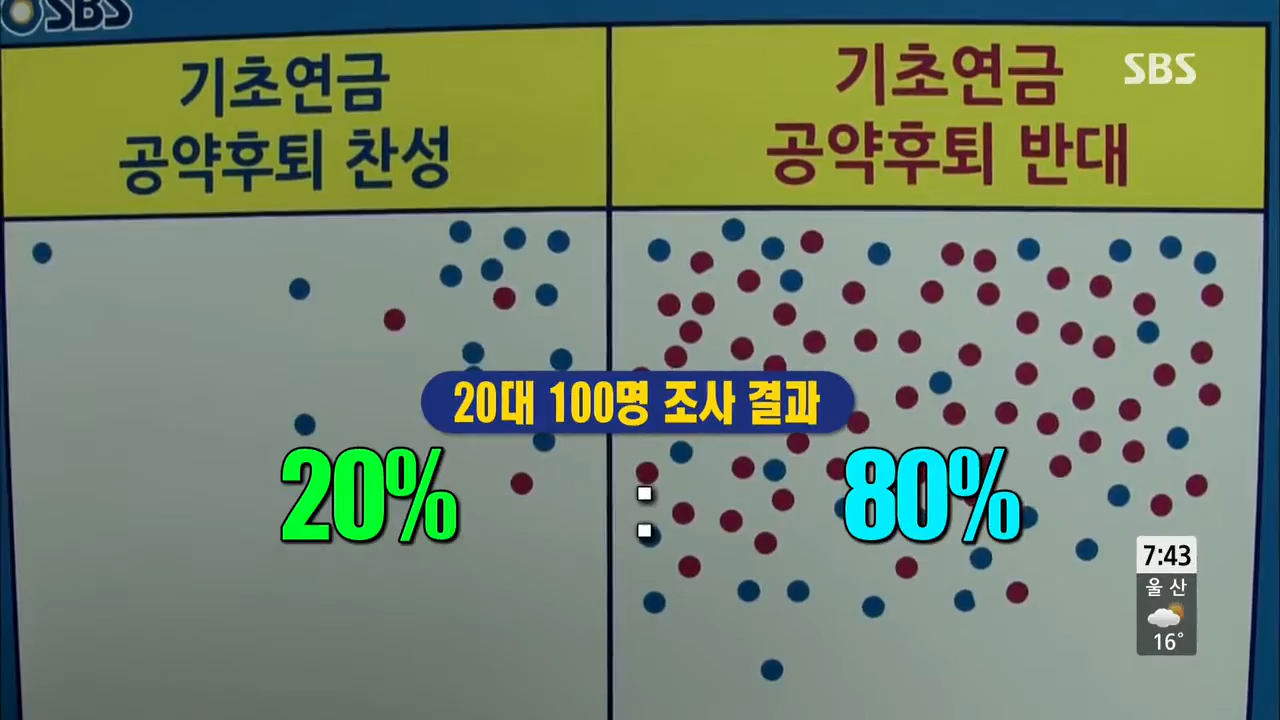 SBS
기초연금
공약후퇴 찬성
기초연금
공약후퇴 반대
SBS
20대 100명 조사 결과
20% : 80%
7:43
울산
16°